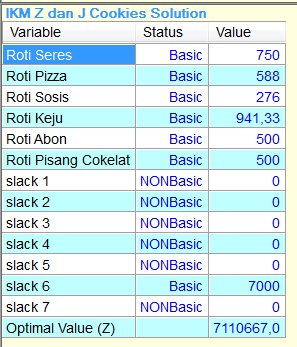 IKM Z dan J Cookies Solution
Variable Status Value
Roti Seres Basic 750
Roti Pizza Basic 588
Roti Sosis Basic 276
Roti Keju Basic 941,33
Roti Abon Basic 500
Roti Pisang Cokelat Basic 500
slack 1 NONBasic 0
slack 2 NONBasic 0
slack 3 NONBasic 0
slack 4 NONBasic 0
slack 5 NONBasic 0
slack 6 Basic 7000
slack 7 NONBasic 0
Optimal Value (Z) 7110667,0